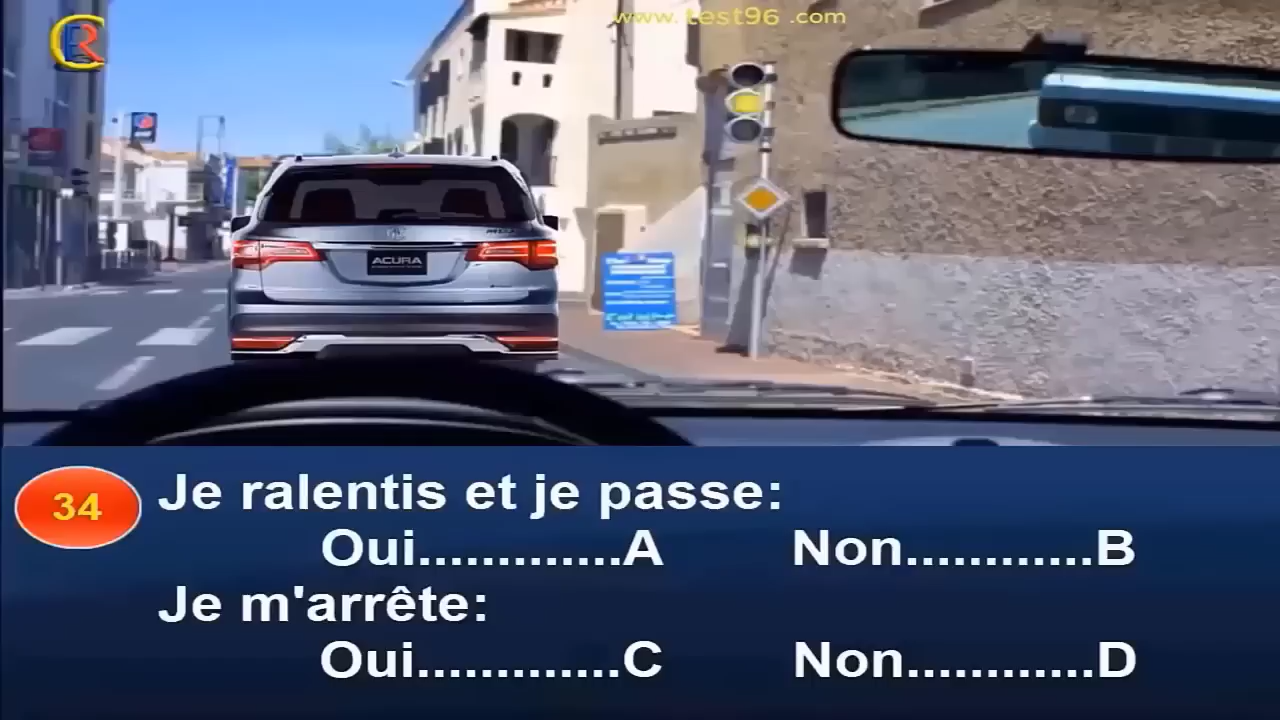 www.test96 .com
ACURA
34
Je ralentis et je passe:
Oui.............A Non............B
Je m'arrête:
Oui.............C Non............D